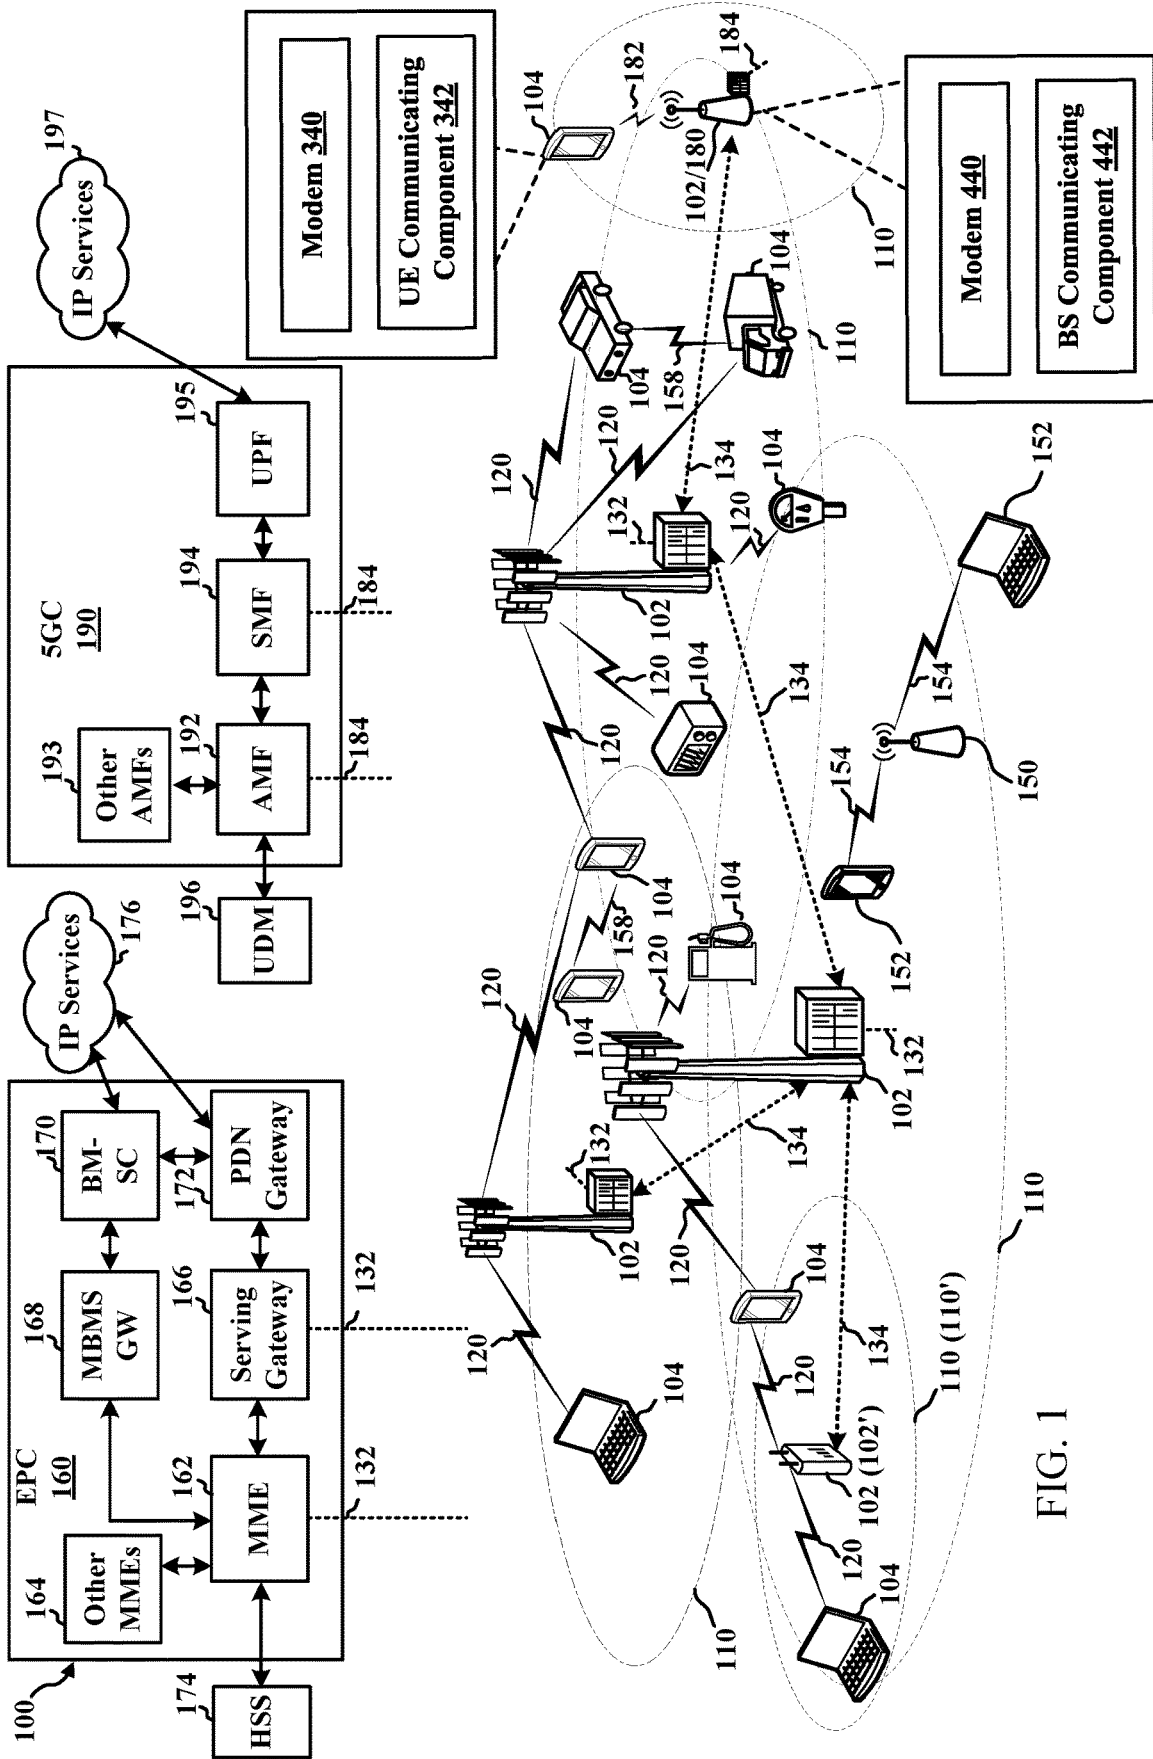 100
EPC
160
174
HSS
164
Other
MMEs
162
MME
132
168
MBMS
GW
166
Serving
Gateway
132
170
BM-
SC
172
PDN
Gateway
IP Services
176
196
UDM
5GC
190
193
Other
AMFs
192
AMF
184
194
SMF
184
195
UPF
IP Services
197
Modem 340
UE Communicating
Component 342
104
182
184
102/180
110
Modem 440
BS Communicating
Component 442
120
104
158
104
110
120
134
132
102
120
104
120
104
120
134
120
104
158
104
120
104
132
102
134
120
132
102
120
104
104
120
134
102 (102')
120
104
110
110 (110')
110
152
154
150
154
152
FIG. 1